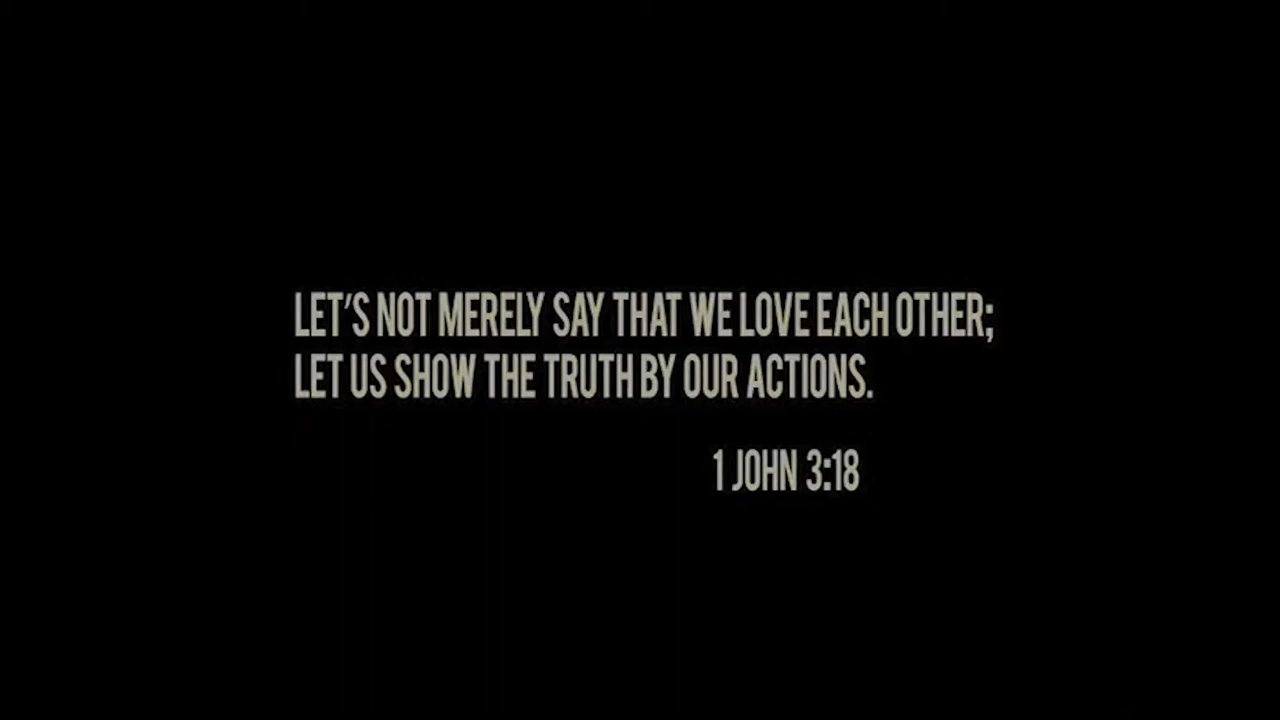 LET'S NOT MERELY SAY THAT WE LOVE EACH OTHER;
LET US SHOW THE TRUTH BY OUR ACTIONS.
1 JOHN 3:18